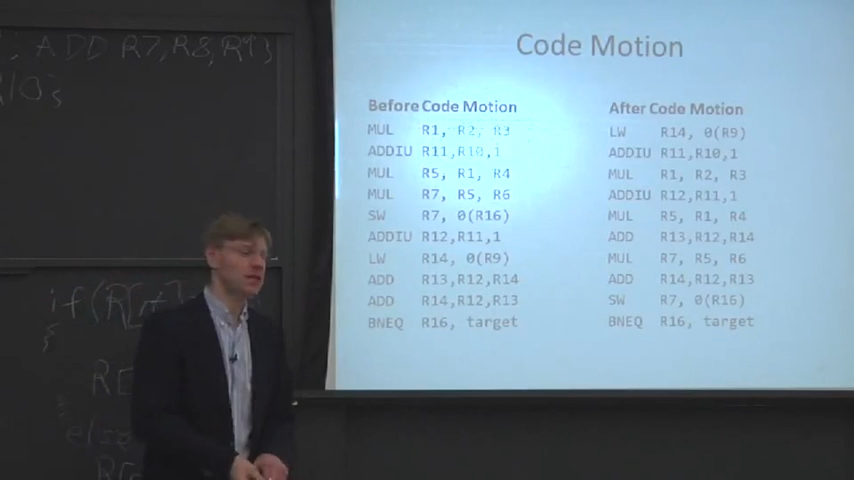 ADD R7,R8,R9;
if(R[
{
R[
else
R[
Code Motion
Before Code Motion
MUL R1, R2, R3
ADDIU R11,R10,1
MUL R5, R1, R4
MUL R7, R5, R6
SW R7, 0(R16)
ADDIU R12,R11,1
LW R14, 0(R9)
ADD R13,R12,R14
ADD R14,R12,R13
BNEQ R16, target
After Code Motion
LW R14, 0(R9)
ADDIU R11,R10,1
MUL R1, R2, R3
ADDIU R12,R11,1
MUL R5, R1, R4
ADD R13,R12,R14
MUL R7, R5, R6
ADD R14,R12,R13
SW R7, 0(R16)
BNEQ R16, target